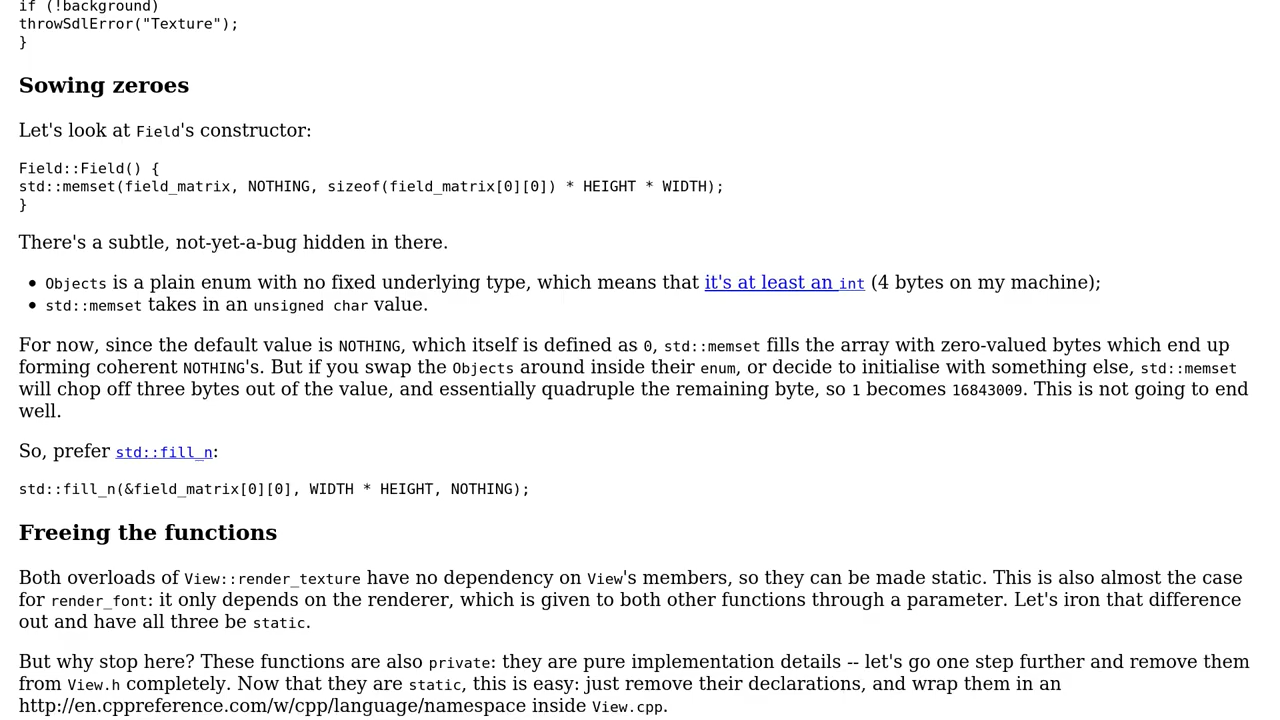 if (!background)
throwSdlError("Texture");
}
Sowing zeroes
Let's look at Field's constructor:
Field::Field() {
std::memset(field_matrix, NOTHING, sizeof(field_matrix[0][0]) * HEIGHT * WIDTH);
}
There's a subtle, not-yet-a-bug hidden in there.
• Objects is a plain enum with no fixed underlying type, which means that it's at least an int (4 bytes on my machine);
• std::memset takes in an unsigned char value.
For now, since the default value is NOTHING, which itself is defined as 0, std::memset fills the array with zero-valued bytes which end up
forming coherent NOTHING's. But if you swap the Objects around inside their enum, or decide to initialise with something else, std::memset
will chop off three bytes out of the value, and essentially quadruple the remaining byte, so 1 becomes 16843009. This is not going to end
well.
So, prefer std::fill_n:
std::fill_n(&field_matrix[0][0], WIDTH * HEIGHT, NOTHING);
Freeing the functions
Both overloads of View::render_texture have no dependency on View's members, so they can be made static. This is also almost the case
for render_font: it only depends on the renderer, which is given to both other functions through a parameter. Let's iron that difference
out and have all three be static.
But why stop here? These functions are also private: they are pure implementation details -- let's go one step further and remove them
from View.h completely. Now that they are static, this is easy: just remove their declarations, and wrap them in an
http://en.cppreference.com/w/cpp/language/namespace inside View.cpp.